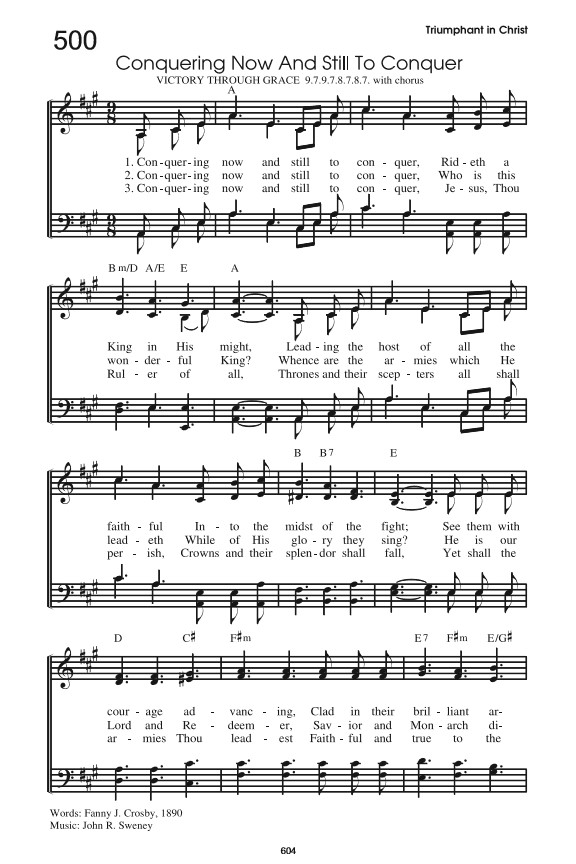 Triumphant in Christ
500
Conquering Now And Still To Conquer
VICTORY THROUGH GRACE 9.7.9.7.8.7.8.7. with chorus
A
1. Con - quer - ing now and still to con - quer, Rid - eth a
2. Con - quer - ing now and still to con - quer, Who is this
3. Con - quer - ing now and still to con - quer, Je - sus, Thou
Bm/D A/E E A
King in His might, Lead - ing the host of all the
won - der - ful King? Whence are the ar - mies which He
Rul - er of all, Thrones and their scep - ters all shall
B B7 E
faith - ful In - to the midst of the fight; See them with
lead - eth While of His glo - ry they sing? He is our
per - ish, Crowns and their splen - dor shall fall, Yet shall the
D C♯ F♯m E7 F♯m E/G♯
cour - age ad - vanc - ing, Clad in their bril - liant ar-
Lord and Re - deem - er, Sav - ior and Mon - arch di-
ar - mies Thou lead - est Faith - ful and true to the
Words: Fanny J. Crosby, 1890
Music: John R. Sweney
604